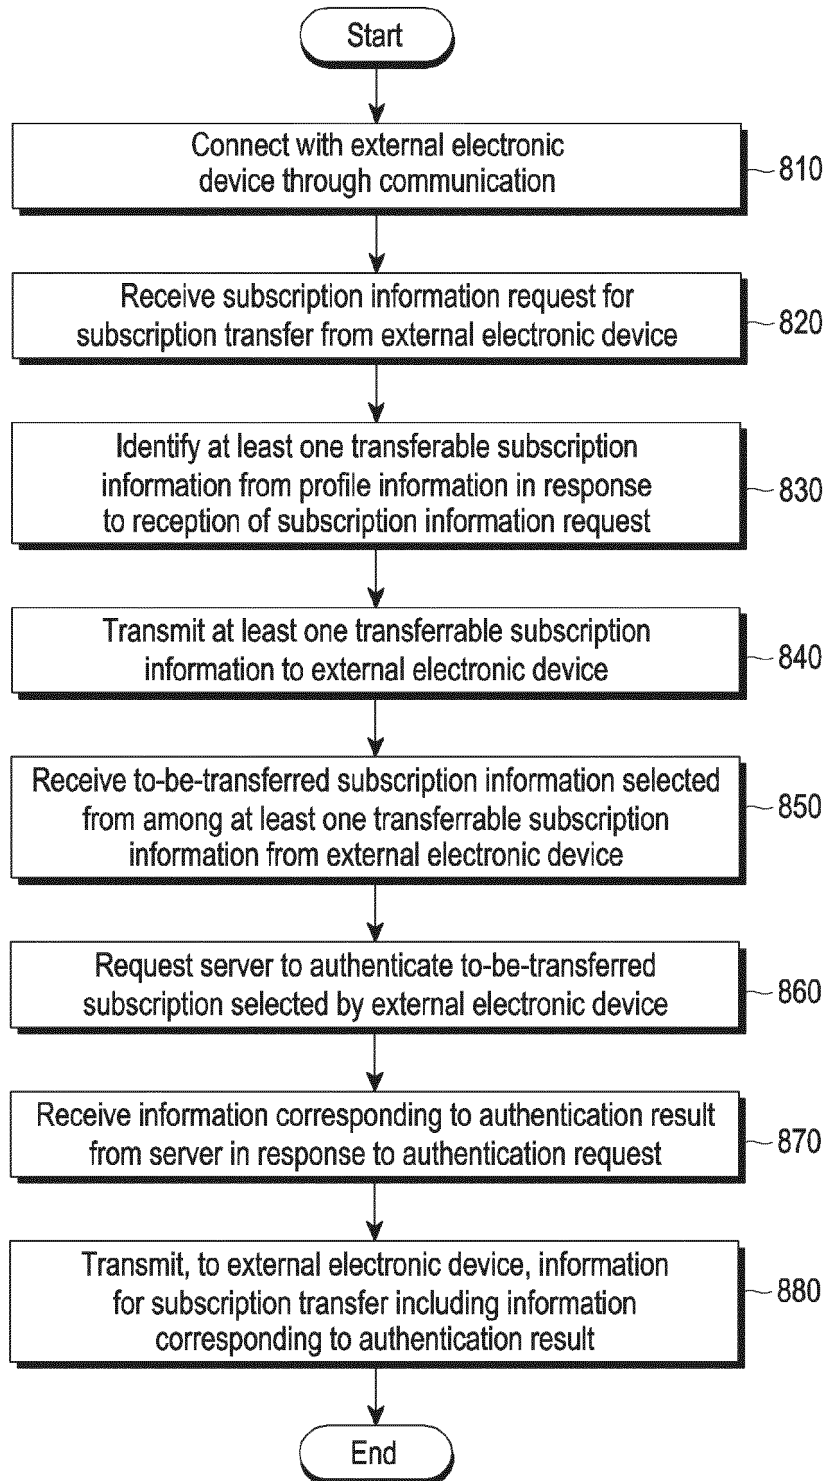 Start
Connect with external electronic
device through communication
810
Receive subscription information request for
subscription transfer from external electronic device
820
Identify at least one transferable subscription
information from profile information in response
to reception of subscription information request
830
Transmit at least one transferrable subscription
information to external electronic device
840
Receive to-be-transferred subscription information selected
from among at least one transferrable subscription
information from external electronic device
850
Request server to authenticate to-be-transferred
subscription selected by external electronic device
860
Receive information corresponding to authentication result
from server in response to authentication request
870
Transmit, to external electronic device, information
for subscription transfer including information
corresponding to authentication result
880
End